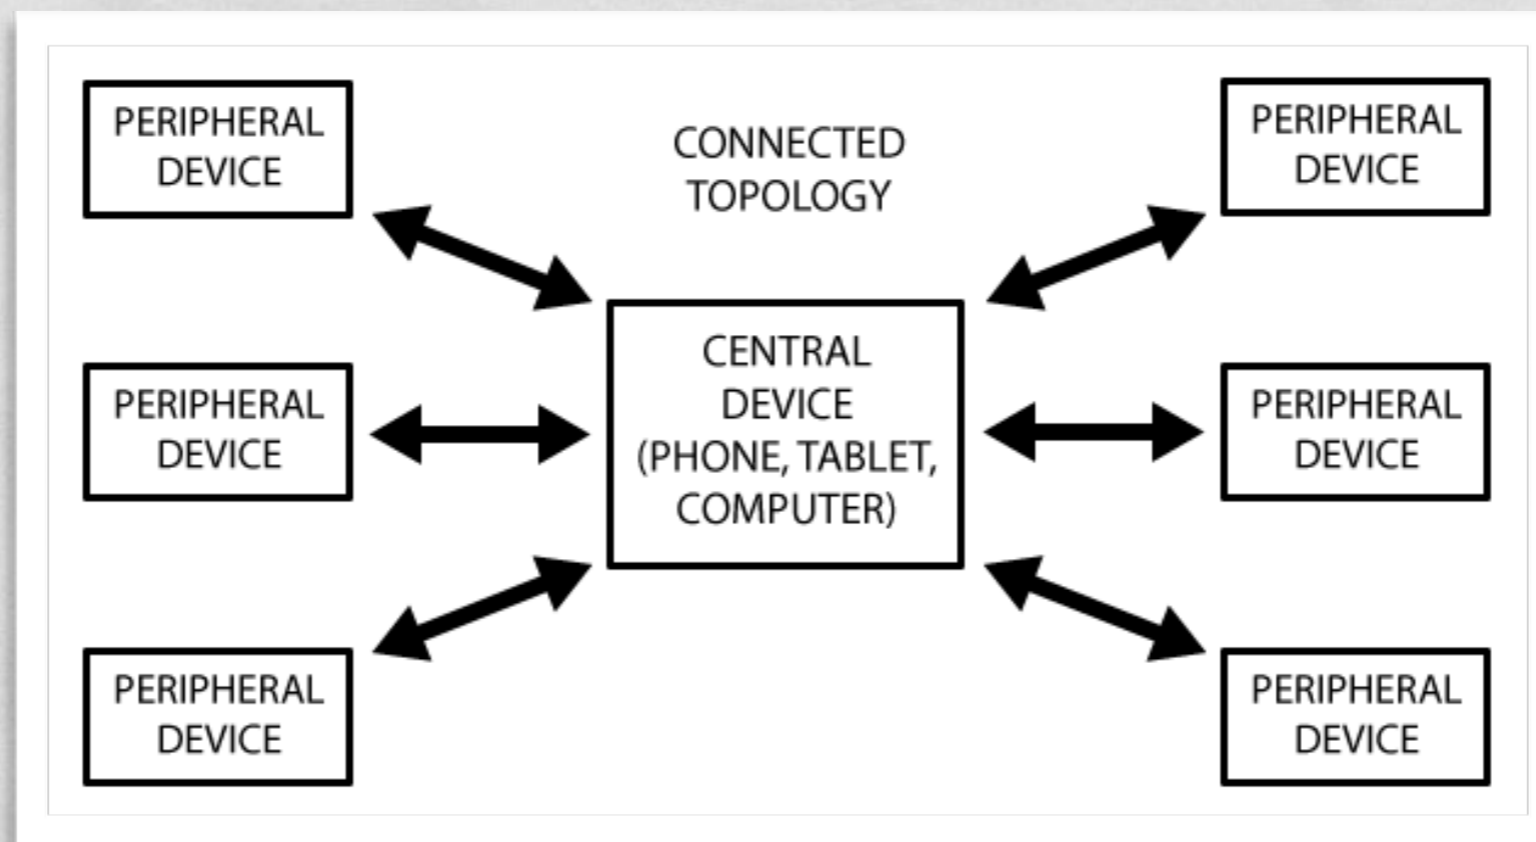 PERIPHERAL
DEVICE
CONNECTED
TOPOLOGY
PERIPHERAL
DEVICE
PERIPHERAL
DEVICE
CENTRAL
DEVICE
(PHONE, TABLET,
COMPUTER)
PERIPHERAL
DEVICE
PERIPHERAL
DEVICE
PERIPHERAL
DEVICE